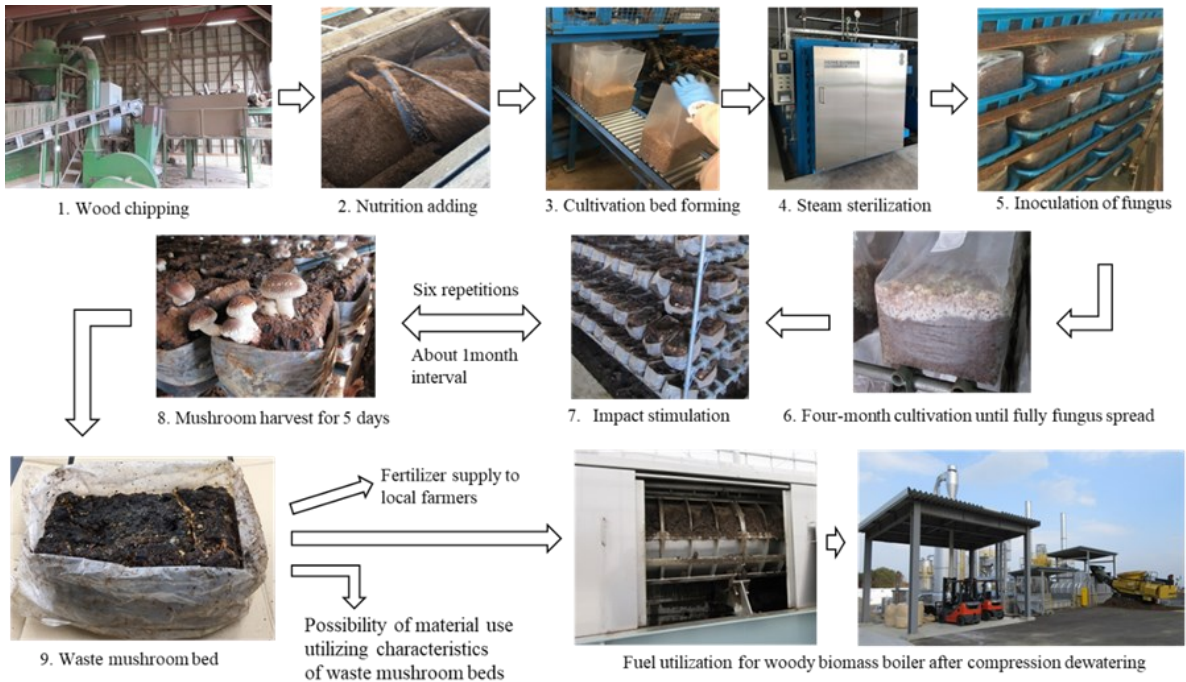 1. Wood chipping
2. Nutrition adding
3. Cultivation bed forming
4. Steam sterilization
5. Inoculation of fungus
6. Four-month cultivation until fully fungus spread
7. Impact stimulation
Six repetitions
About 1month
interval
8. Mushroom harvest for 5 days
9. Waste mushroom bed
Fertilizer supply to
local farmers
Possibility of material use
utilizing characteristics
of waste mushroom beds
Fuel utilization for woody biomass boiler after compression dewatering